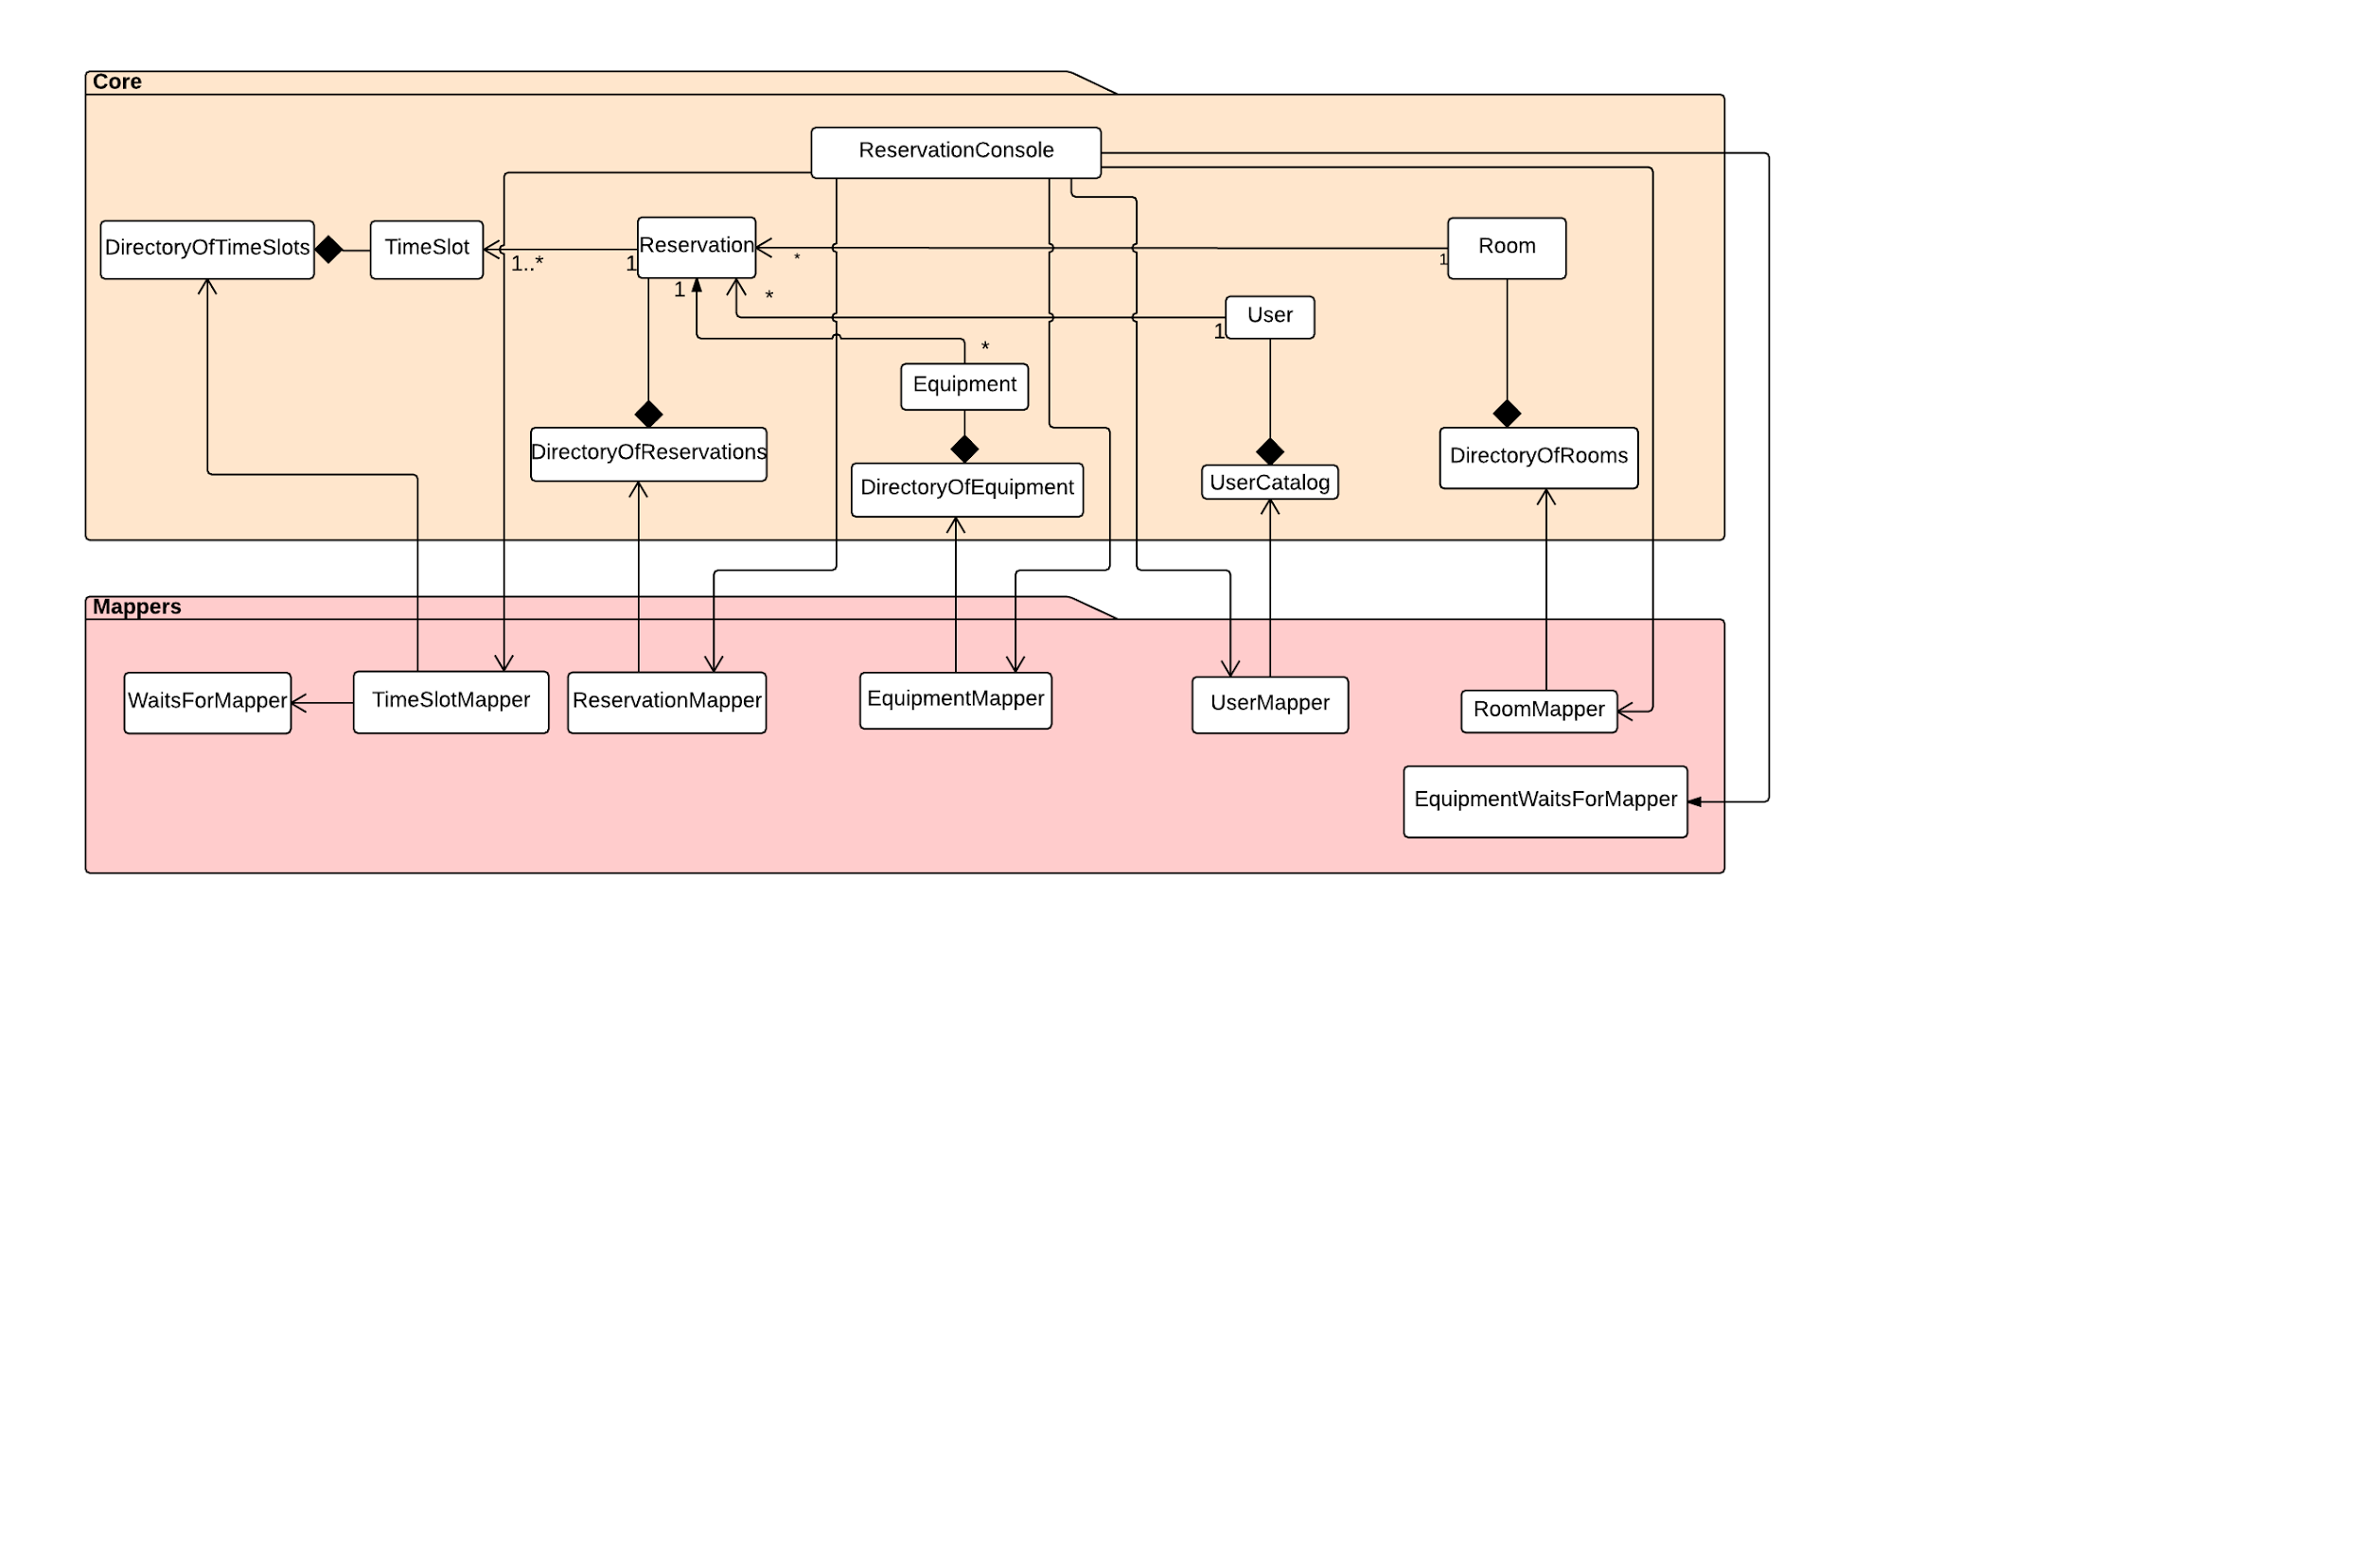 Core
ReservationConsole
DirectoryOfTimeSlots
TimeSlot
Reservation
Room
1..*
1
*
1
1
*
User
1
*
Equipment
DirectoryOfReservations
DirectoryOfEquipment
UserCatalog
DirectoryOfRooms
Mappers
WaitsForMapper
TimeSlotMapper
ReservationMapper
EquipmentMapper
UserMapper
RoomMapper
EquipmentWaitsForMapper